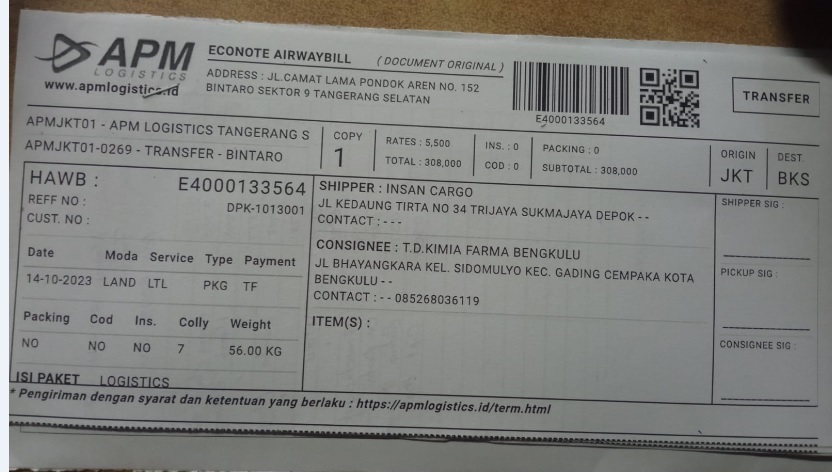 APM
LOGISTICS
www.apmlogistics.id
ECONOTE AIRWAYBILL ( DOCUMENT ORIGINAL )
ADDRESS : JL.CAMAT LAMA PONDOK AREN NO. 152
BINTARO SEKTOR 9 TANGERANG SELATAN
E4000133564
TRANSFER
APMJKT01 - APM LOGISTICS TANGERANG S
APMJKT01-0269 - TRANSFER - BINTARO
COPY
1
RATES : 5,500
TOTAL : 308,000
INS. : 0
COD : 0
PACKING : 0
SUBTOTAL : 308,000
ORIGIN
JKT
DEST.
BKS
HAWB : E4000133564
REFF NO : DPK-1013001
CUST. NO :
Date Moda Service Type Payment
14-10-2023 LAND LTL PKG TF
Packing Cod Ins. Colly Weight
NO NO NO 7 56.00 KG
ISI PAKET LOGISTICS
SHIPPER : INSAN CARGO
JL KEDAUNG TIRTA NO 34 TRIJAYA SUKMAJAYA DEPOK - -
CONTACT : - - -
CONSIGNEE : T.D.KIMIA FARMA BENGKULU
JL BHAYANGKARA KEL. SIDOMULYO KEC. GADING CEMPAKA KOTA
BENGKULU - -
CONTACT : - - 085268036119
ITEM(S) :
SHIPPER SIG :
PICKUP SIG :
CONSIGNEE SIG :
* Pengiriman dengan syarat dan ketentuan yang berlaku : https://apmlogistics.id/term.html